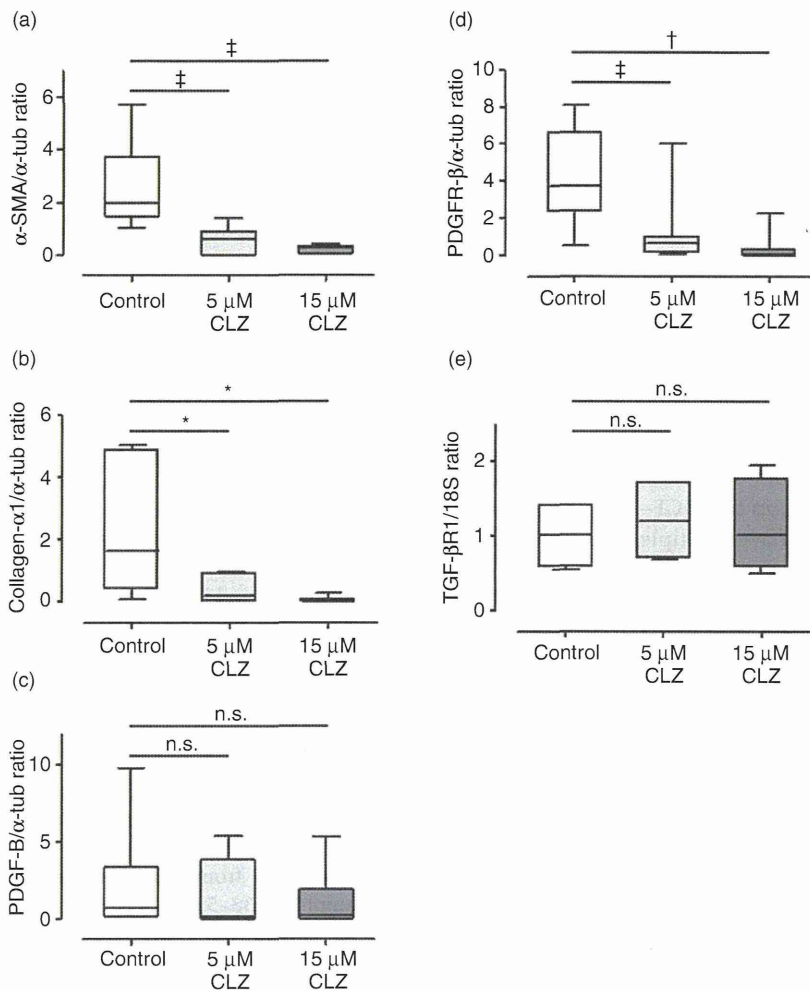 (a)
‡
‡
α-SMA/α-tub ratio
6
4
2
0
Control
5 μM
CLZ
15 μM
CLZ
(b)
*
*
Collagen-α1/α-tub ratio
6
4
2
0
Control
5 μM
CLZ
15 μM
CLZ
(c)
n.s.
n.s.
PDGF-B/α-tub ratio
10
5
0
Control
5 μM
CLZ
15 μM
CLZ
(d)
†
‡
PDGFR-β/α-tub ratio
10
8
6
4
2
0
Control
5 μM
CLZ
15 μM
CLZ
(e)
n.s.
n.s.
TGF-βR1/18S ratio
2
1
0
Control
5 μM
CLZ
15 μM
CLZ